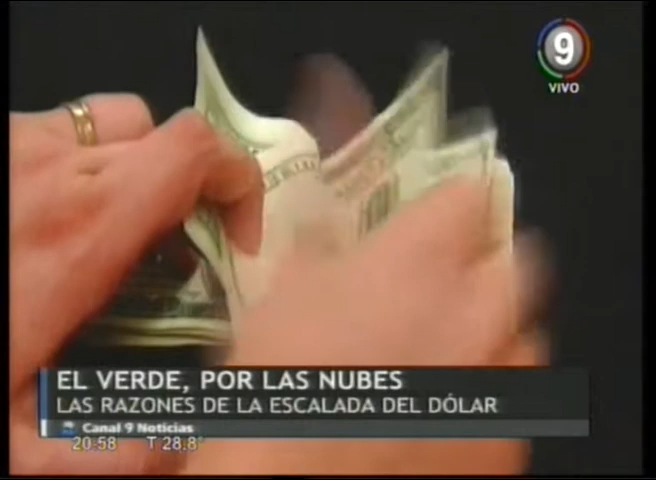 9
VIVO
EL VERDE, POR LAS NUBES
LAS RAZONES DE LA ESCALADA DEL DÓLAR
Canal 9 Noticias
20:58 T 28,8°